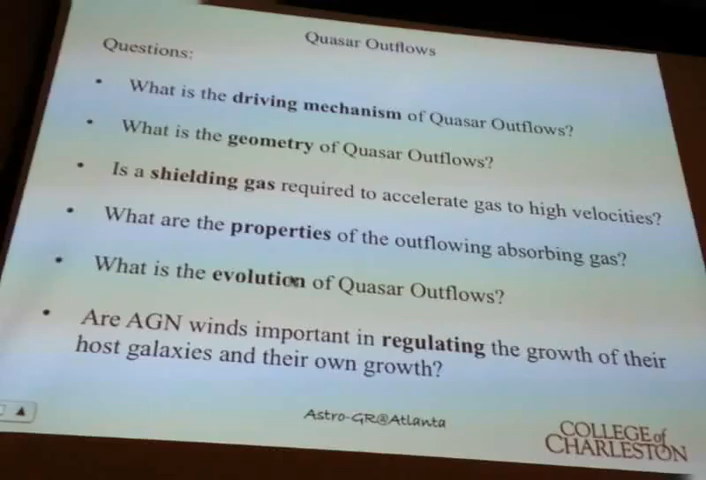 Quasar Outflows
Questions:
• What is the driving mechanism of Quasar Outflows?
• What is the geometry of Quasar Outflows?
• Is a shielding gas required to accelerate gas to high velocities?
• What are the properties of the outflowing absorbing gas?
• What is the evolution of Quasar Outflows?
• Are AGN winds important in regulating the growth of their
host galaxies and their own growth?
Astro-GR@Atlanta
COLLEGE of
CHARLESTON